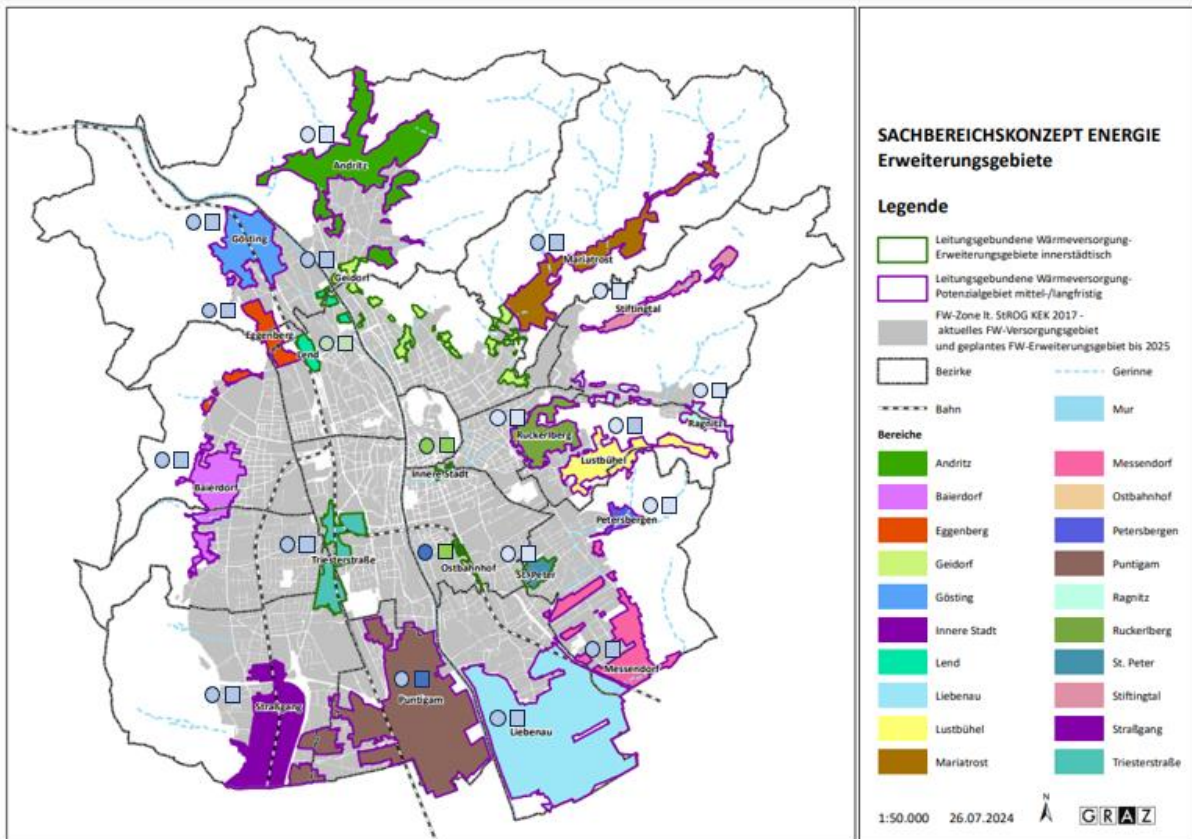 Andritz
Gösting
Geidorf
Mariatrost
Stiftingtal
Eggenberg
Lend
Ragnitz
Ruckerlberg
Lustbühel
Innere Stadt
Baierdorf
Petersbergen
Triesterstraße
Ostbahnhof
St. Peter
Messendorf
Puntigam
Straßgang
Liebenau
SACHBEREICHSKONZEPT ENERGIE
Erweiterungsgebiete
Legende
Leitungsgebundene Wärmeversorgung-
Erweiterungsgebiete innerstädtisch
Leitungsgebundene Wärmeversorgung-
Potenzialgebiet mittel-/langfristig
FW-Zone lt. StROG KEK 2017 -
aktuelles FW-Versorgungsgebiet
und geplantes FW-Erweiterungsgebiet bis 2025
Bezirke
Gerinne
Bahn
Mur
Bereiche
Andritz
Baierdorf
Eggenberg
Geidorf
Gösting
Innere Stadt
Lend
Liebenau
Lustbühel
Mariatrost
Messendorf
Ostbahnhof
Petersbergen
Puntigam
Ragnitz
Ruckerlberg
St. Peter
Stiftingtal
Straßgang
Triesterstraße
1:50.000 26.07.2024
N
GRAZ